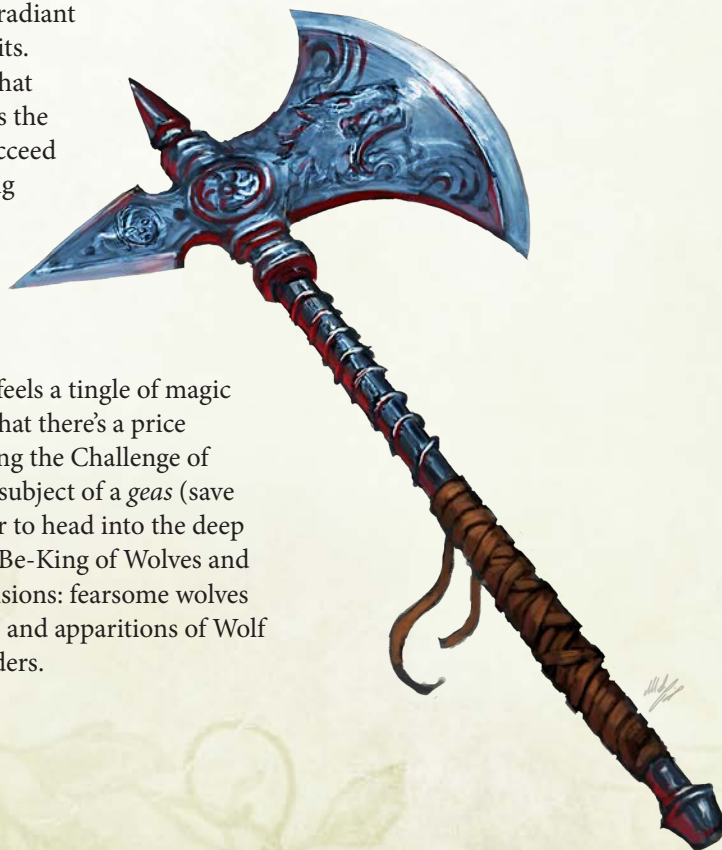 radiant
its.
hat
s the
cceed
g
feels a tingle of magic
hat there's a price
ng the Challenge of
subject of a geas (save
r to head into the deep
Be-King of Wolves and
sions: fearsome wolves
and apparitions of Wolf
ders.